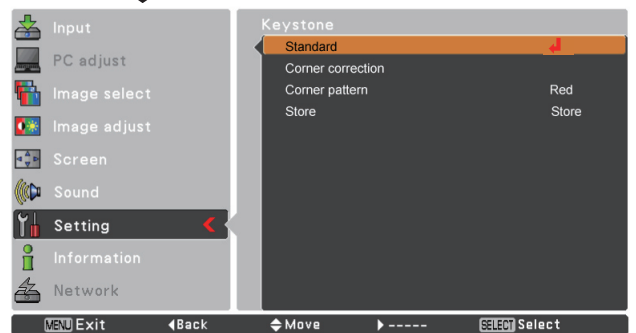 Input
PC adjust
Image select
Image adjust
Screen
Sound
Setting
Information
Network
Keystone
Standard
Corner correction
Corner pattern Red
Store Store
MENU Exit ◀Back ◆Move ▶----- SELECT Select